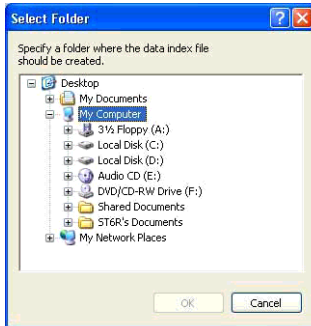 Select Folder
Specify a folder where the data index file
should be created.
Desktop
My Documents
My Computer
3½ Floppy (A:)
Local Disk (C:)
Local Disk (D:)
Audio CD (E:)
DVD/CD-RW Drive (F:)
Shared Documents
ST6R's Documents
My Network Places
OK
Cancel